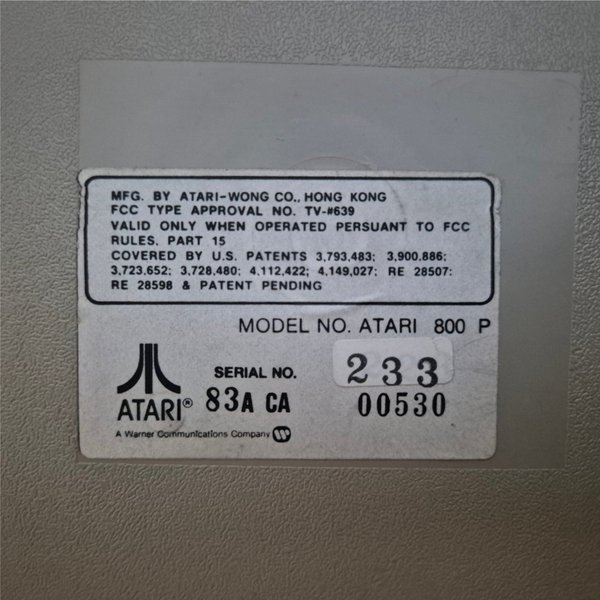 MFG. BY ATARI-WONG CO., HONG KONG
FCC TYPE APPROVAL NO. TV-#639
VALID ONLY WHEN OPERATED PERSUANT TO FCC
RULES. PART 15
COVERED BY U.S. PATENTS 3,793,483; 3,900,886;
3,723,652; 3,728,480; 4,112,422; 4,149,027; RE 28507:
RE 28598 & PATENT PENDING
MODEL NO. ATARI 800 P
SERIAL NO. 233
ATARI® 83A CA 00530
A Warner Communications Company